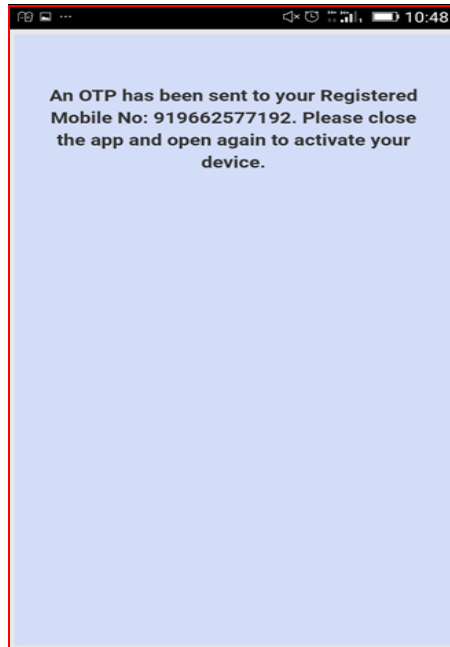 10:48
An OTP has been sent to your Registered
Mobile No: 919662577192. Please close
the app and open again to activate your
device.